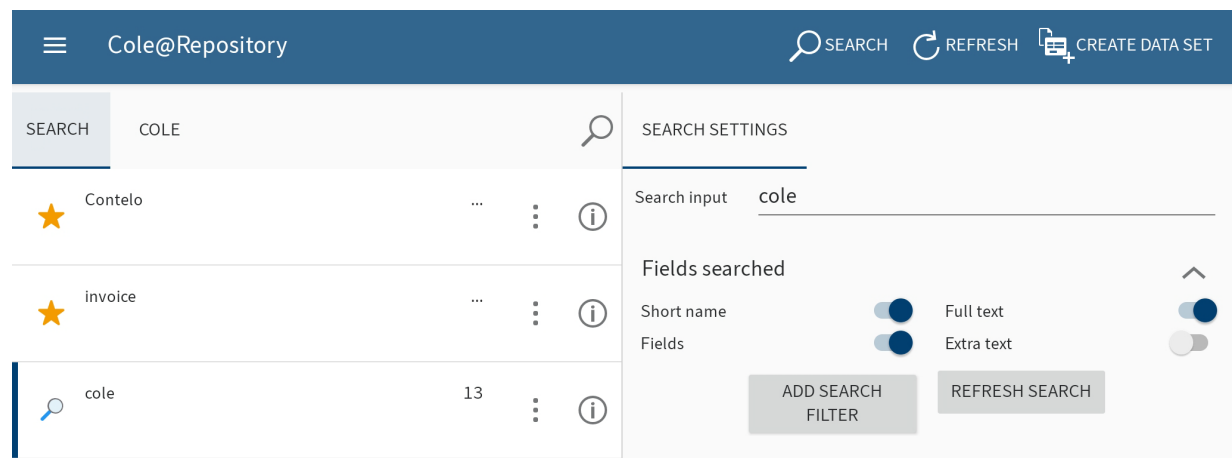 Cole@Repository
SEARCH
REFRESH
CREATE DATA SET
SEARCH
COLE
SEARCH SETTINGS
Contelo ...
invoice ...
cole 13
Search input cole
Fields searched
Short name
Full text
Fields
Extra text
ADD SEARCH
FILTER
REFRESH SEARCH